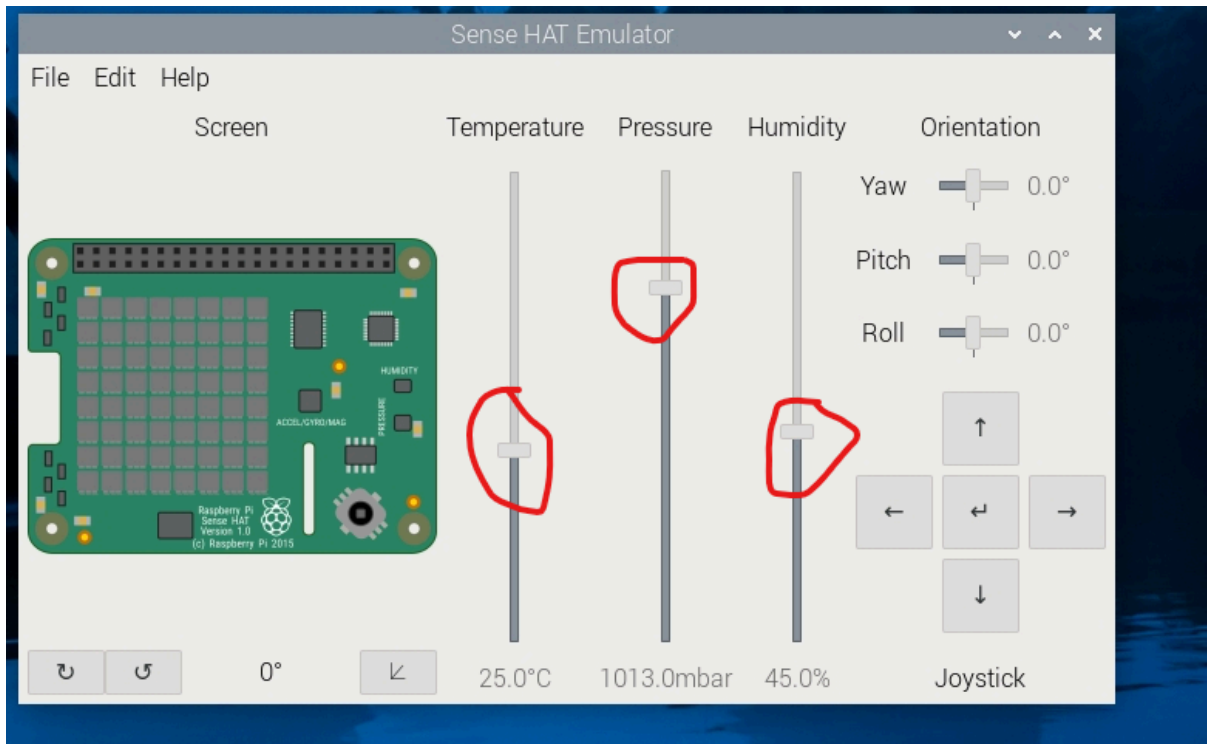 Sense HAT Emulator
File Edit Help
Screen
Temperature
Pressure
Humidity
Orientation
Yaw 0.0°
Pitch 0.0°
Roll 0.0°
HUMIDITY
PRESSURE
ACCEL/GYRO/MAG
Raspberry Pi
Sense HAT
Version 1.0
(c) Raspberry Pi 2015
0°
25.0°C
1013.0mbar
45.0%
Joystick